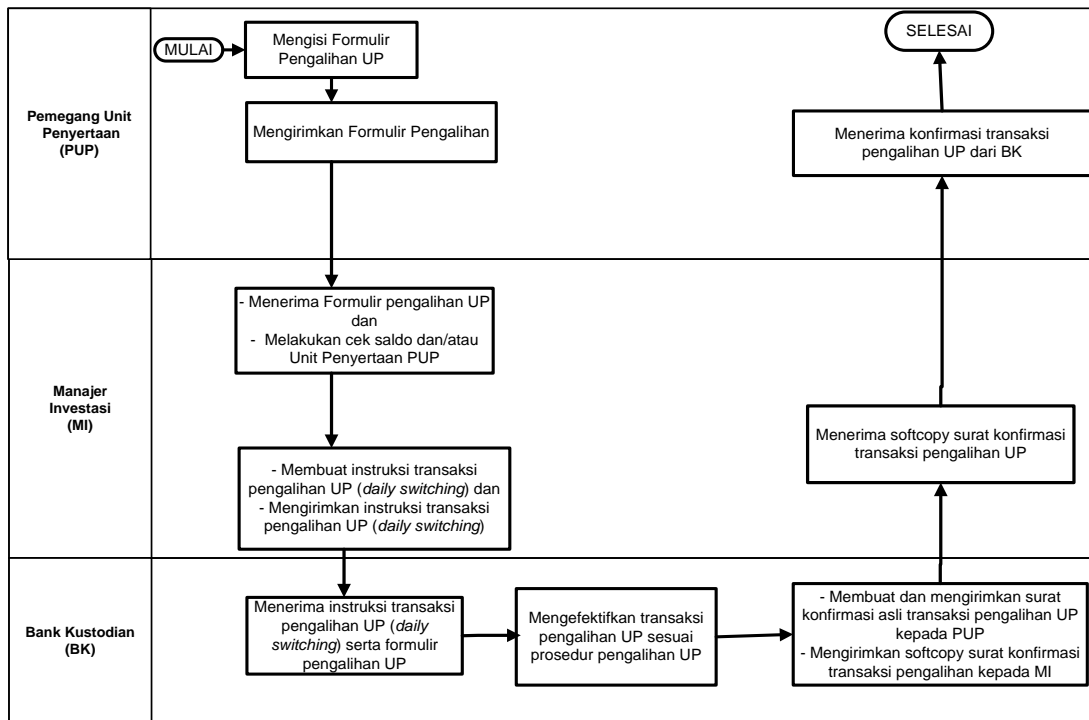 MULAI
Mengisi Formulir
Pengalihan UP
SELESAI
Pemegang Unit
Penyertaan
(PUP)
Mengirimkan Formulir Pengalihan
Menerima konfirmasi transaksi
pengalihan UP dari BK
Manajer
Investasi
(MI)
- Menerima Formulir pengalihan UP
dan
- Melakukan cek saldo dan/atau
Unit Penyertaan PUP
Menerima softcopy surat konfirmasi
transaksi pengalihan UP
- Membuat instruksi transaksi
pengalihan UP (daily switching) dan
- Mengirimkan instruksi transaksi
pengalihan UP (daily switching)
Bank Kustodian
(BK)
Menerima instruksi transaksi
pengalihan UP (daily
switching) serta formulir
pengalihan UP
Mengefektifkan transaksi
pengalihan UP sesuai
prosedur pengalihan UP
- Membuat dan mengirimkan surat
konfirmasi asli transaksi pengalihan UP
kepada PUP
- Mengirimkan softcopy surat konfirmasi
transaksi pengalihan kepada MI